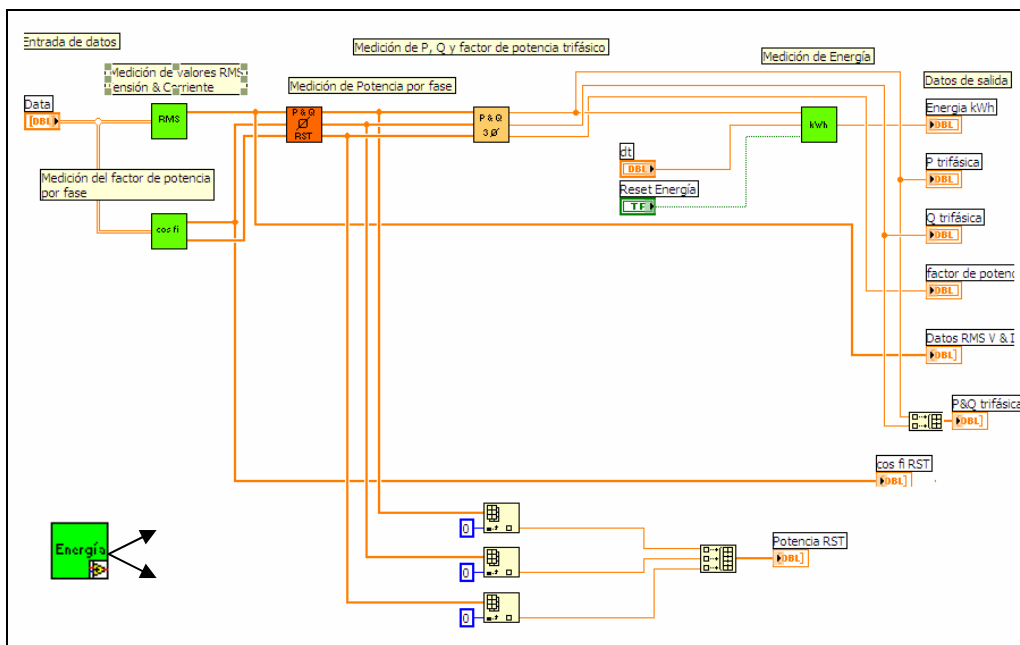 Entrada de datos
Medición de P, Q y factor de potencia trifásico
Medición de Energía
Medición de valores RMS
Tensión & Corriente
Medición de Potencia por fase
Datos de salida
Data
DBL
RMS
P & Q
RST
P & Q
3Ø
kWh
Energia kWh
DBL
dt
DBL
P trifásica
DBL
Medición del factor de potencia
por fase
Reset Energía
TF
cos fi
Q trifásica
DBL
factor de potenc
DBL
Datos RMS V & I
DBL
P&Q trifásica
DBL
cos fi RST
DBL
0
Energía
Potencia RST
DBL
0
0